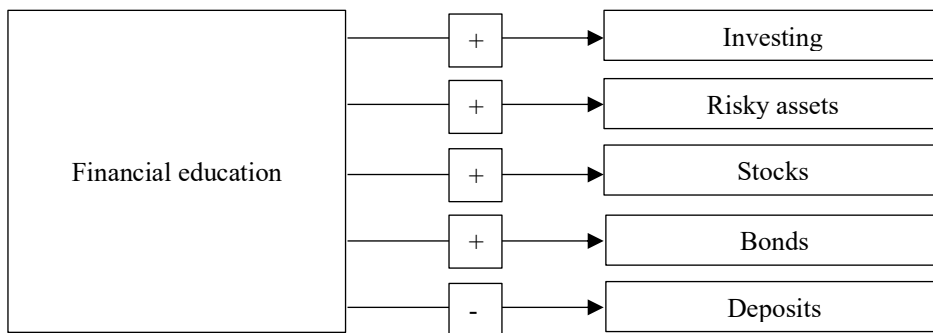 Financial education
+
Investing
+
Risky assets
+
Stocks
+
Bonds
-
Deposits